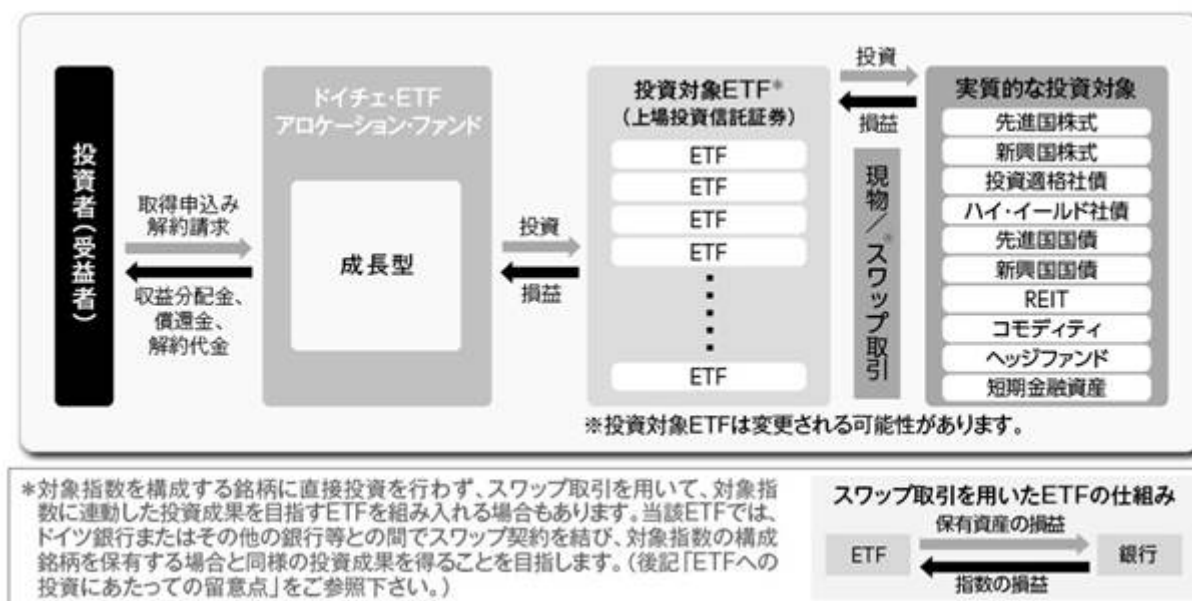 投資者(受益者)
取得申込み
解約請求
収益分配金、
償還金、
解約代金
ドイチェ・ETF
アロケーション・ファンド
成長型
投資
損益
投資対象ETF*
(上場投資信託証券)
ETF
ETF
ETF
ETF
ETF
投資
損益
現物/*スワップ取引
実質的な投資対象
先進国株式
新興国株式
投資適格社債
ハイ・イールド社債
先進国国債
新興国国債
REIT
コモディティ
ヘッジファンド
短期金融資産
※投資対象ETFは変更される可能性があります。
*対象指数を構成する銘柄に直接投資を行わず、スワップ取引を用いて、対象指
数に連動した投資成果を目指すETFを組み入れる場合もあります。当該ETFでは、
ドイツ銀行またはその他の銀行等との間でスワップ契約を結び、対象指数の構成
銘柄を保有する場合と同様の投資成果を得ることを目指します。(後記「ETFへの
投資にあたっての留意点」をご参照下さい。)
スワップ取引を用いたETFの仕組み
保有資産の損益
ETF
銀行
指数の損益